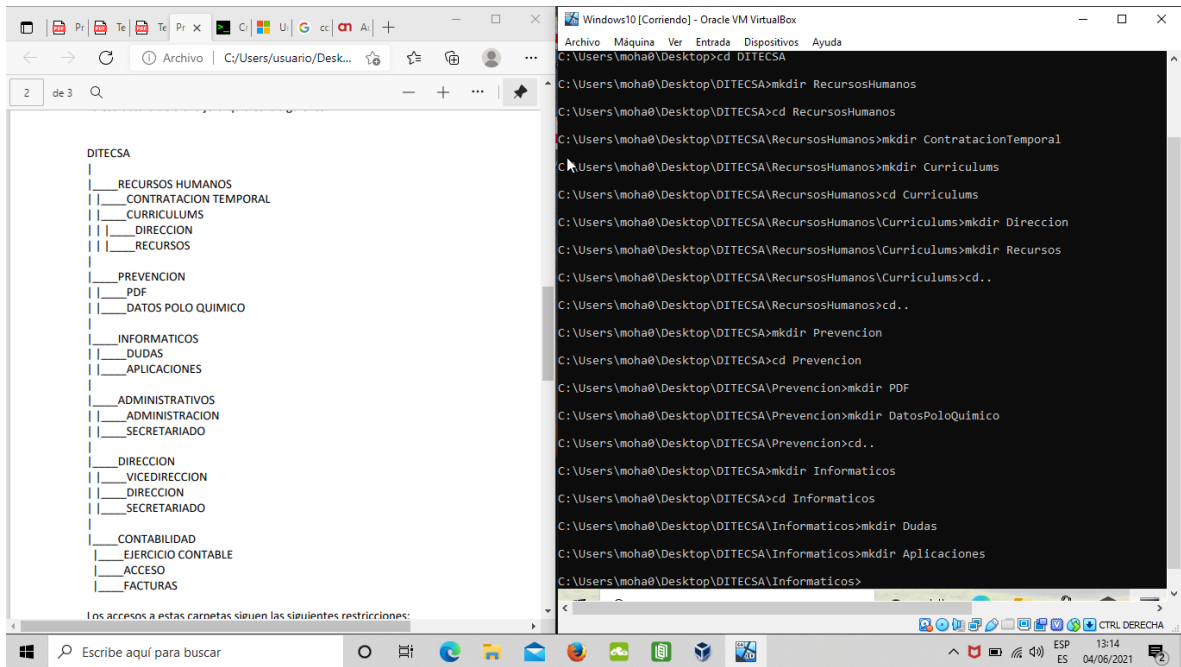 Pr
Te
Te
Pr
C:
U:
G
cc
an
Ai
Archivo
C:/Users/usuario/Desk...
2
de 3
DITECSA
|
|____RECURSOS HUMANOS
| |____CONTRATACION TEMPORAL
| |____CURRICULUMS
| | |____DIRECCION
| | |____RECURSOS
|
|____PREVENCION
| |____PDF
| |____DATOS POLO QUIMICO
|
|____INFORMATICOS
| |____DUDAS
| |____APLICACIONES
|
|____ADMINISTRATIVOS
| |____ADMINISTRACION
| |____SECRETARIADO
|
|____DIRECCION
| |____VICEDIRECCION
| |____DIRECCION
| |____SECRETARIADO
|
|____CONTABILIDAD
|____EJERCICIO CONTABLE
|____ACCESO
|____FACTURAS
Los accesos a estas carpetas siguen las siguientes restricciones:
Windows10 [Corriendo] - Oracle VM VirtualBox
Archivo Máquina Ver Entrada Dispositivos Ayuda
C:\Users\moha0\Desktop>cd DITECSA
C:\Users\moha0\Desktop\DITECSA>mkdir RecursosHumanos
C:\Users\moha0\Desktop\DITECSA>cd RecursosHumanos
C:\Users\moha0\Desktop\DITECSA\RecursosHumanos>mkdir ContratacionTemporal
C:\Users\moha0\Desktop\DITECSA\RecursosHumanos>mkdir Curriculums
C:\Users\moha0\Desktop\DITECSA\RecursosHumanos>cd Curriculums
C:\Users\moha0\Desktop\DITECSA\RecursosHumanos\Curriculums>mkdir Direccion
C:\Users\moha0\Desktop\DITECSA\RecursosHumanos\Curriculums>mkdir Recursos
C:\Users\moha0\Desktop\DITECSA\RecursosHumanos\Curriculums>cd..
C:\Users\moha0\Desktop\DITECSA\RecursosHumanos>cd..
C:\Users\moha0\Desktop\DITECSA>mkdir Prevencion
C:\Users\moha0\Desktop\DITECSA>cd Prevencion
C:\Users\moha0\Desktop\DITECSA\Prevencion>mkdir PDF
C:\Users\moha0\Desktop\DITECSA\Prevencion>mkdir DatosPoloQuimico
C:\Users\moha0\Desktop\DITECSA\Prevencion>cd..
C:\Users\moha0\Desktop\DITECSA>mkdir Informaticos
C:\Users\moha0\Desktop\DITECSA>cd Informaticos
C:\Users\moha0\Desktop\DITECSA\Informaticos>mkdir Dudas
C:\Users\moha0\Desktop\DITECSA\Informaticos>mkdir Aplicaciones
C:\Users\moha0\Desktop\DITECSA\Informaticos>
CTRL DERECHA
Escribe aquí para buscar
ESP
ES
13:14
04/06/2021
2